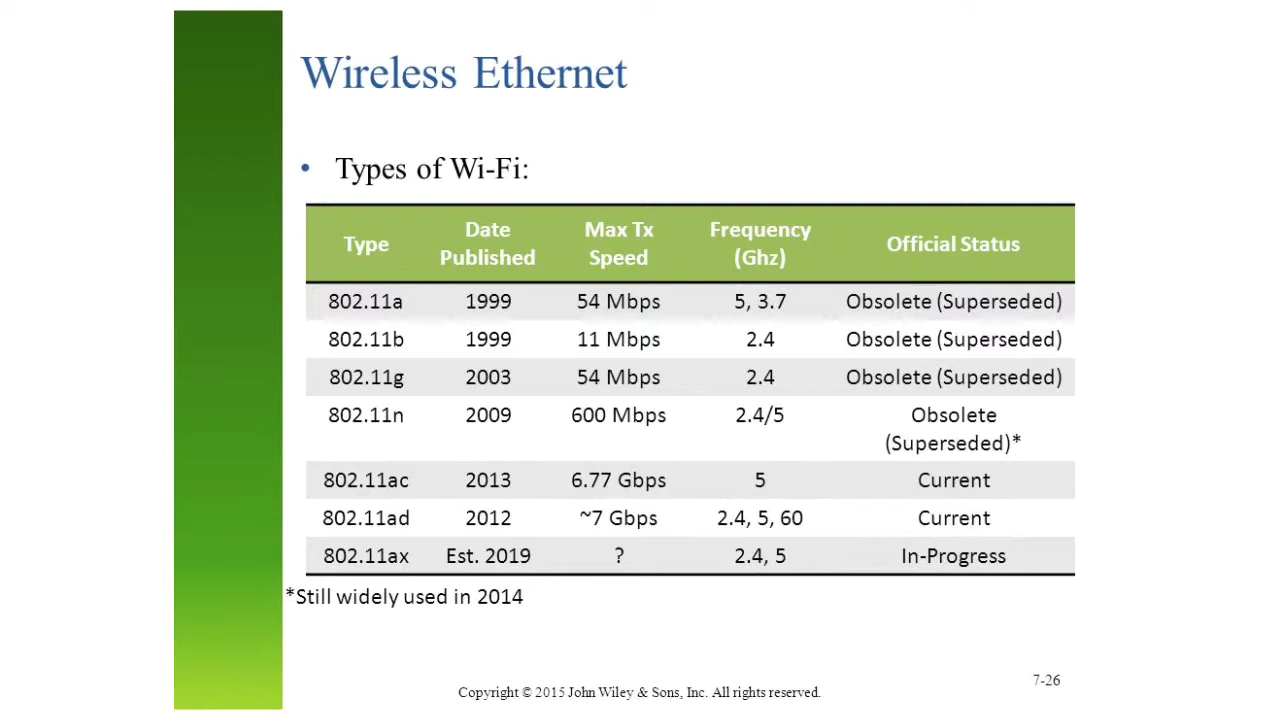 Wireless Ethernet
• Types of Wi-Fi:
Type Date Published Max Tx Speed Frequency (Ghz) Official Status
802.11a 1999 54 Mbps 5, 3.7 Obsolete (Superseded)
802.11b 1999 11 Mbps 2.4 Obsolete (Superseded)
802.11g 2003 54 Mbps 2.4 Obsolete (Superseded)
802.11n 2009 600 Mbps 2.4/5 Obsolete (Superseded)*
802.11ac 2013 6.77 Gbps 5 Current
802.11ad 2012 ~7 Gbps 2.4, 5, 60 Current
802.11ax Est. 2019 ? 2.4, 5 In-Progress
*Still widely used in 2014
7-26
Copyright © 2015 John Wiley & Sons, Inc. All rights reserved.